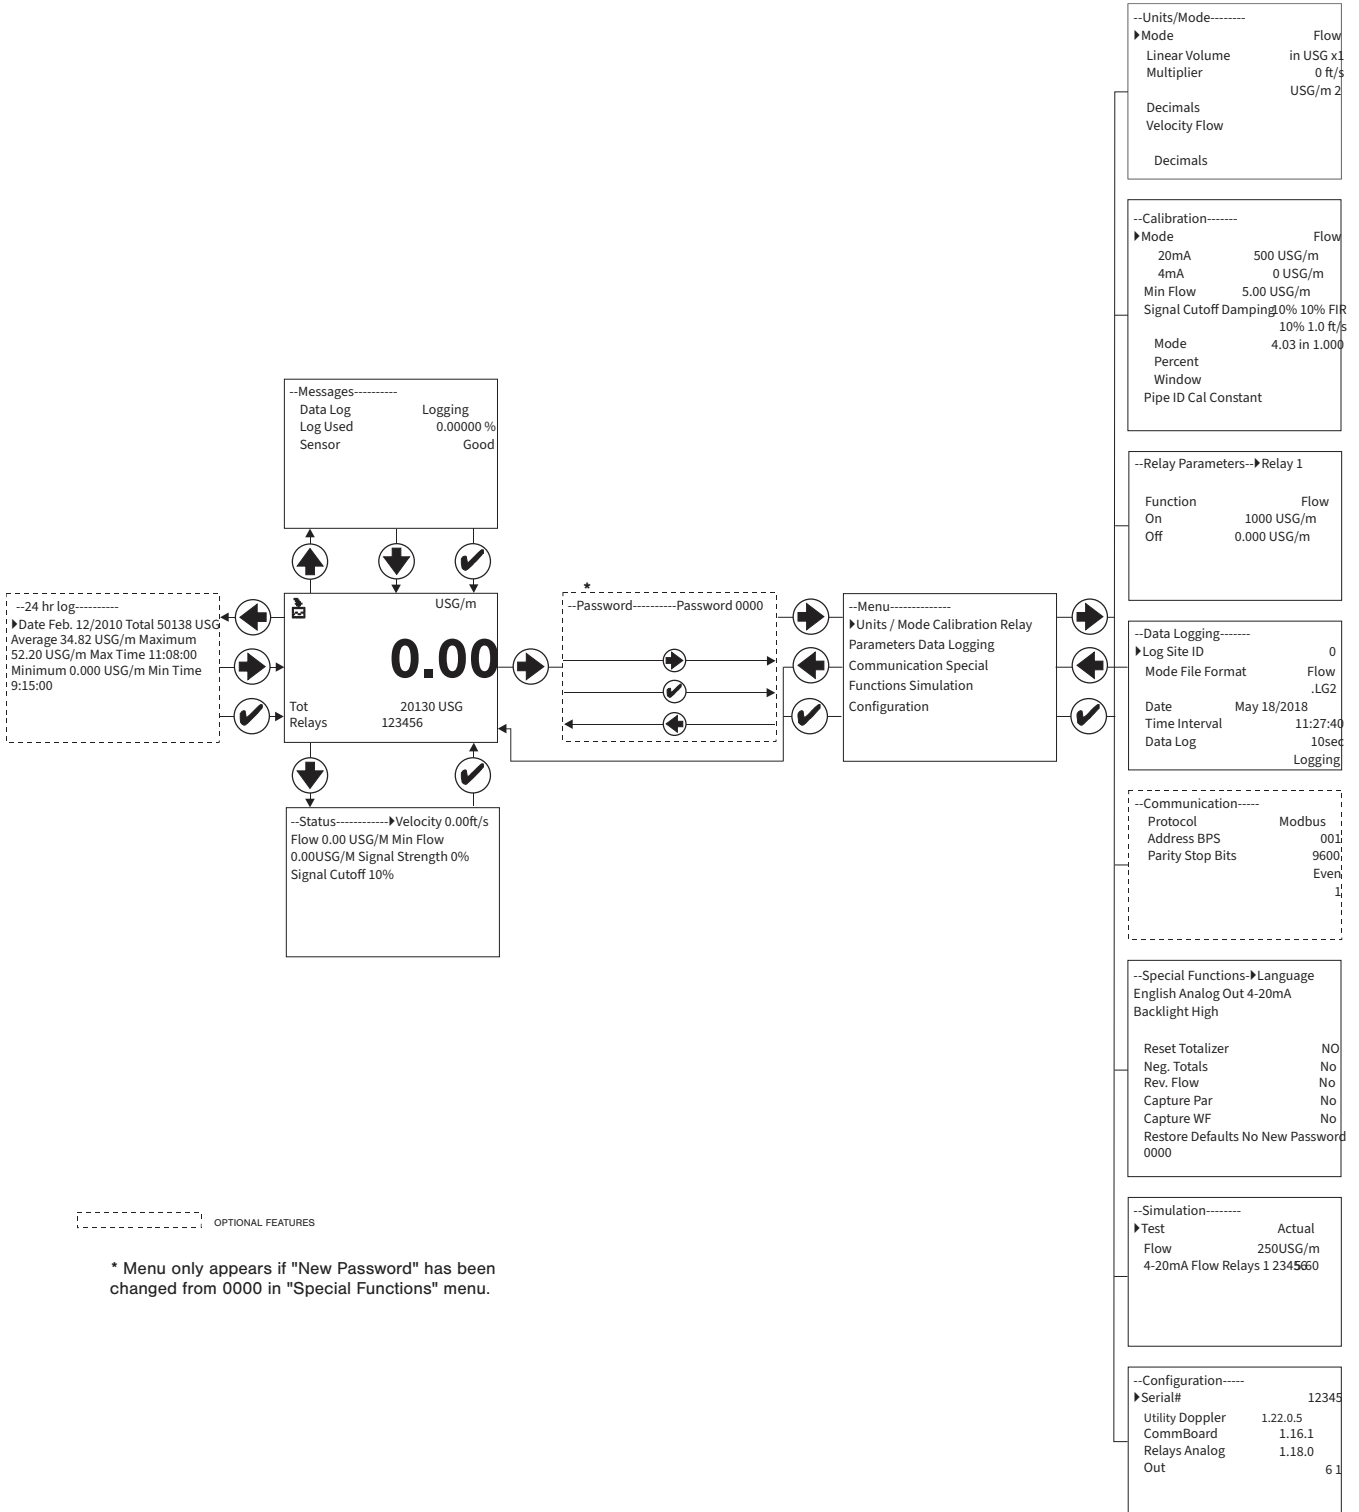 --Units/Mode--------
Mode Flow
Linear Volume in USG x1
Multiplier 0 ft/s
USG/m 2
Decimals
Velocity Flow
Decimals
--Calibration-------
Mode Flow
20mA 500 USG/m
4mA 0 USG/m
Min Flow 5.00 USG/m
Signal Cutoff Damping 10% 10% FIR
10% 1.0 ft/s
Mode 4.03 in 1.000
Percent
Window
Pipe ID Cal Constant
--Relay Parameters--Relay 1
Function Flow
On 1000 USG/m
Off 0.000 USG/m
--Messages----------
Data Log Logging
Log Used 0.00000 %
Sensor Good
--24 hr log----------
Date Feb. 12/2010 Total 50138 USG
Average 34.82 USG/m Maximum
52.20 USG/m Max Time 11:08:00
Minimum 0.000 USG/m Min Time
9:15:00
USG/m
0.00
Tot 20130 USG
Relays 123456
*
--Password----------Password 0000
--Menu--------------
Units / Mode Calibration Relay
Parameters Data Logging
Communication Special
Functions Simulation
Configuration
--Data Logging-------
Log Site ID 0
Mode File Format Flow
.LG2
Date May 18/2018
Time Interval 11:27:40
Data Log 10sec
Logging
--Status------------Velocity 0.00ft/s
Flow 0.00 USG/M Min Flow
0.00USG/M Signal Strength 0%
Signal Cutoff 10%
--Communication-----
Protocol Modbus
Address BPS 001
Parity Stop Bits 9600
Even
1
--Special Functions-Language
English Analog Out 4-20mA
Backlight High
Reset Totalizer NO
Neg. Totals No
Rev. Flow No
Capture Par No
Capture WF No
Restore Defaults No New Password
0000
--Simulation--------
Test Actual
Flow 250USG/m
4-20mA Flow Relays 1 23456
--Configuration-----
Serial# 12345
Utility Doppler 1.22.0.5
CommBoard 1.16.1
Relays Analog 1.18.0
Out 6 1
OPTIONAL FEATURES
* Menu only appears if "New Password" has been
changed from 0000 in "Special Functions" menu.